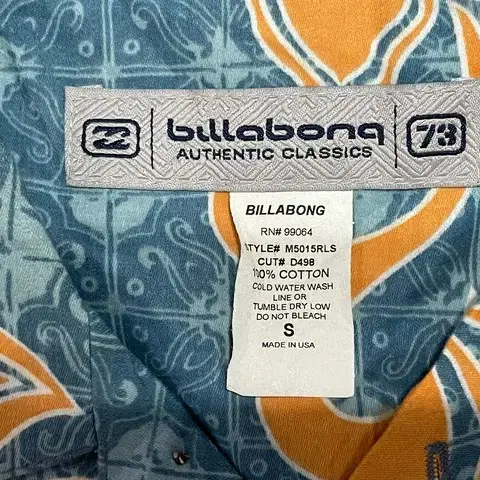 billabong
AUTHENTIC CLASSICS
73
BILLABONG
RN# 99064
STYLE# M5015RLS
CUT# D498
100% COTTON
COLD WATER WASH
LINE OR
TUMBLE DRY LOW
DO NOT BLEACH
S
MADE IN USA